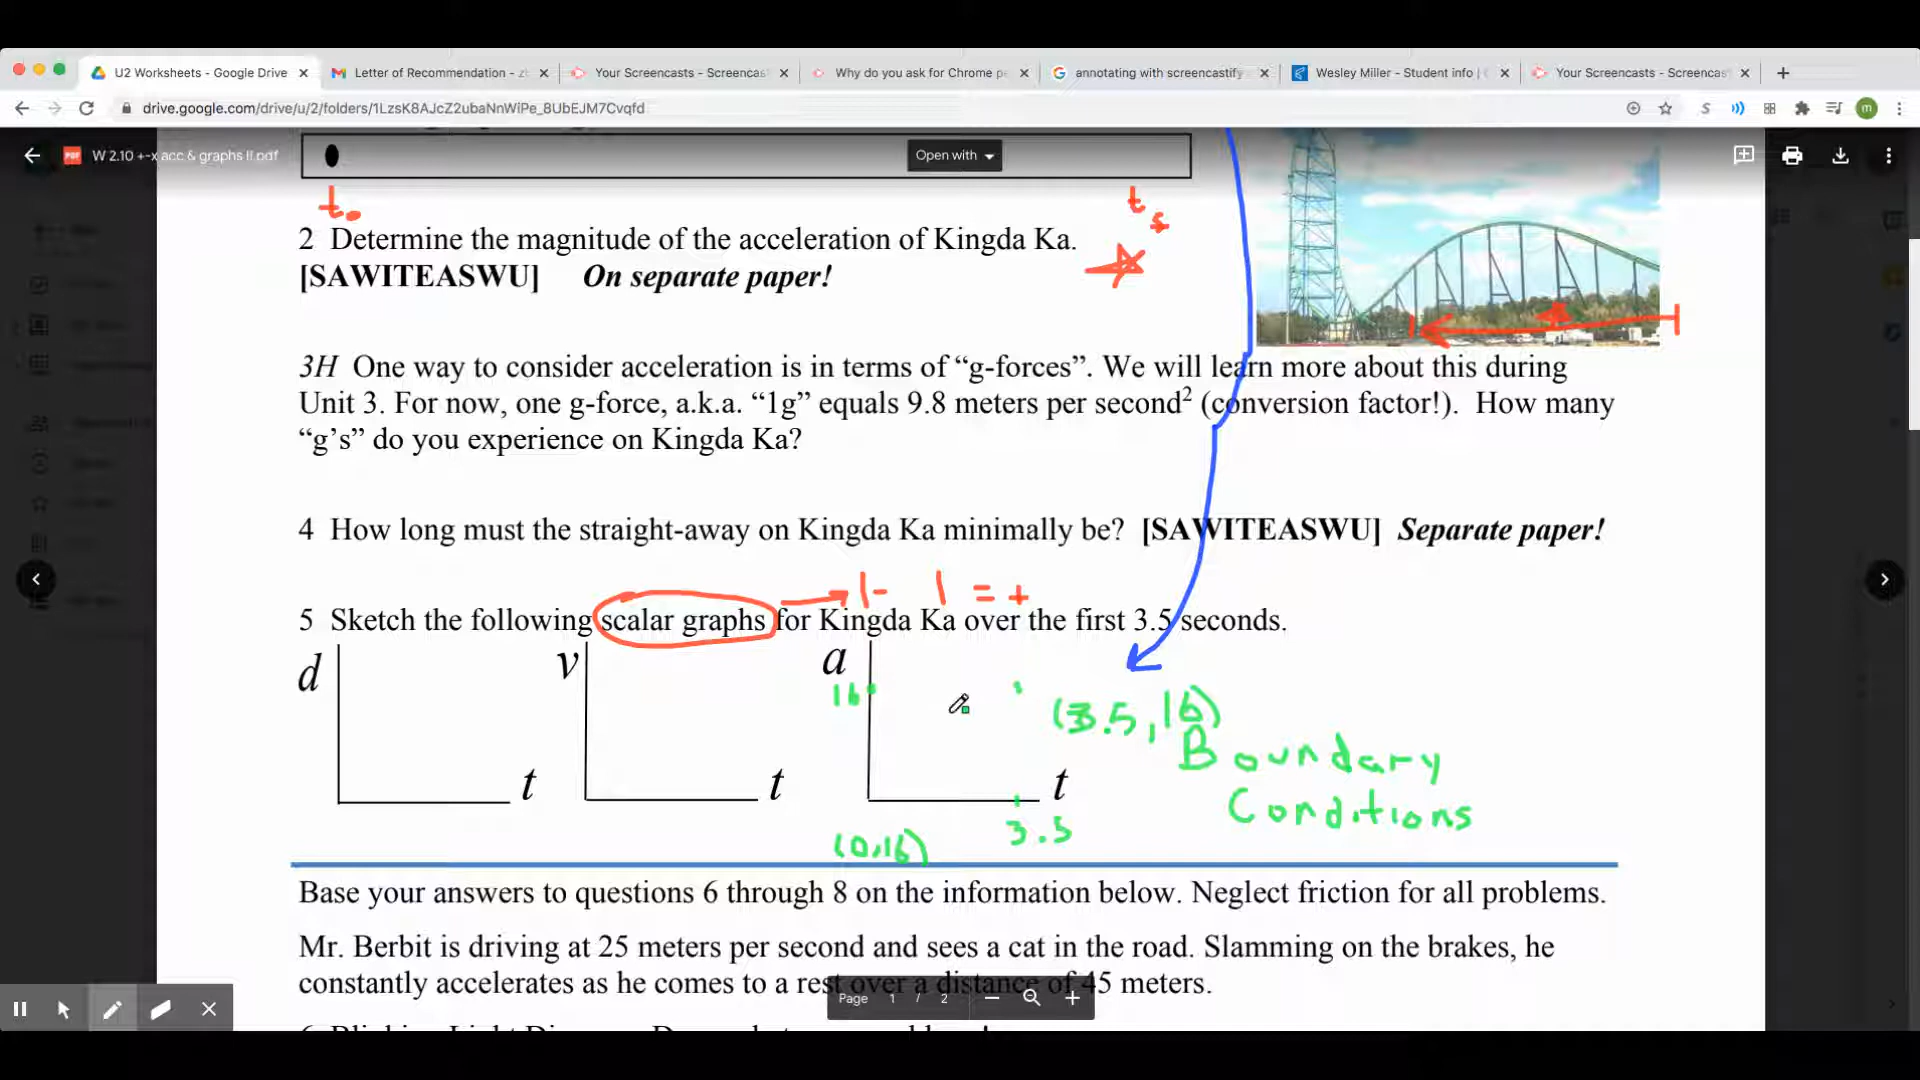 U2 Worksheets - Google Drive
Letter of Recommendation - z
Your Screencasts - Screencas
Why do you ask for Chrome pe
annotating with screencastify
Wesley Miller - Student info |
Your Screencasts - Screencas
drive.google.com/drive/u/2/folders/1LzsK8AJcZ2ubaNnWiPe_8UbEJM7Cvqfd
W 2.10 +-x acc & graphs II.pdf
Open with
2 Determine the magnitude of the acceleration of Kingda Ka.
[SAWITEASWU] On separate paper!
3H One way to consider acceleration is in terms of “g-forces”. We will learn more about this during
Unit 3. For now, one g-force, a.k.a. “1g” equals 9.8 meters per second² (conversion factor!). How many
“g’s” do you experience on Kingda Ka?
4 How long must the straight-away on Kingda Ka minimally be? [SAWITEASWU] Separate paper!
| - | = +
5 Sketch the following scalar graphs for Kingda Ka over the first 3.5 seconds.
d v a
16
(3.5, 16)
Boundary
t t t
Conditions
3.5
(0,16)
Base your answers to questions 6 through 8 on the information below. Neglect friction for all problems.
Mr. Berbit is driving at 25 meters per second and sees a cat in the road. Slamming on the brakes, he
constantly accelerates as he comes to a rest over a distance of 45 meters.
Page 1 / 2